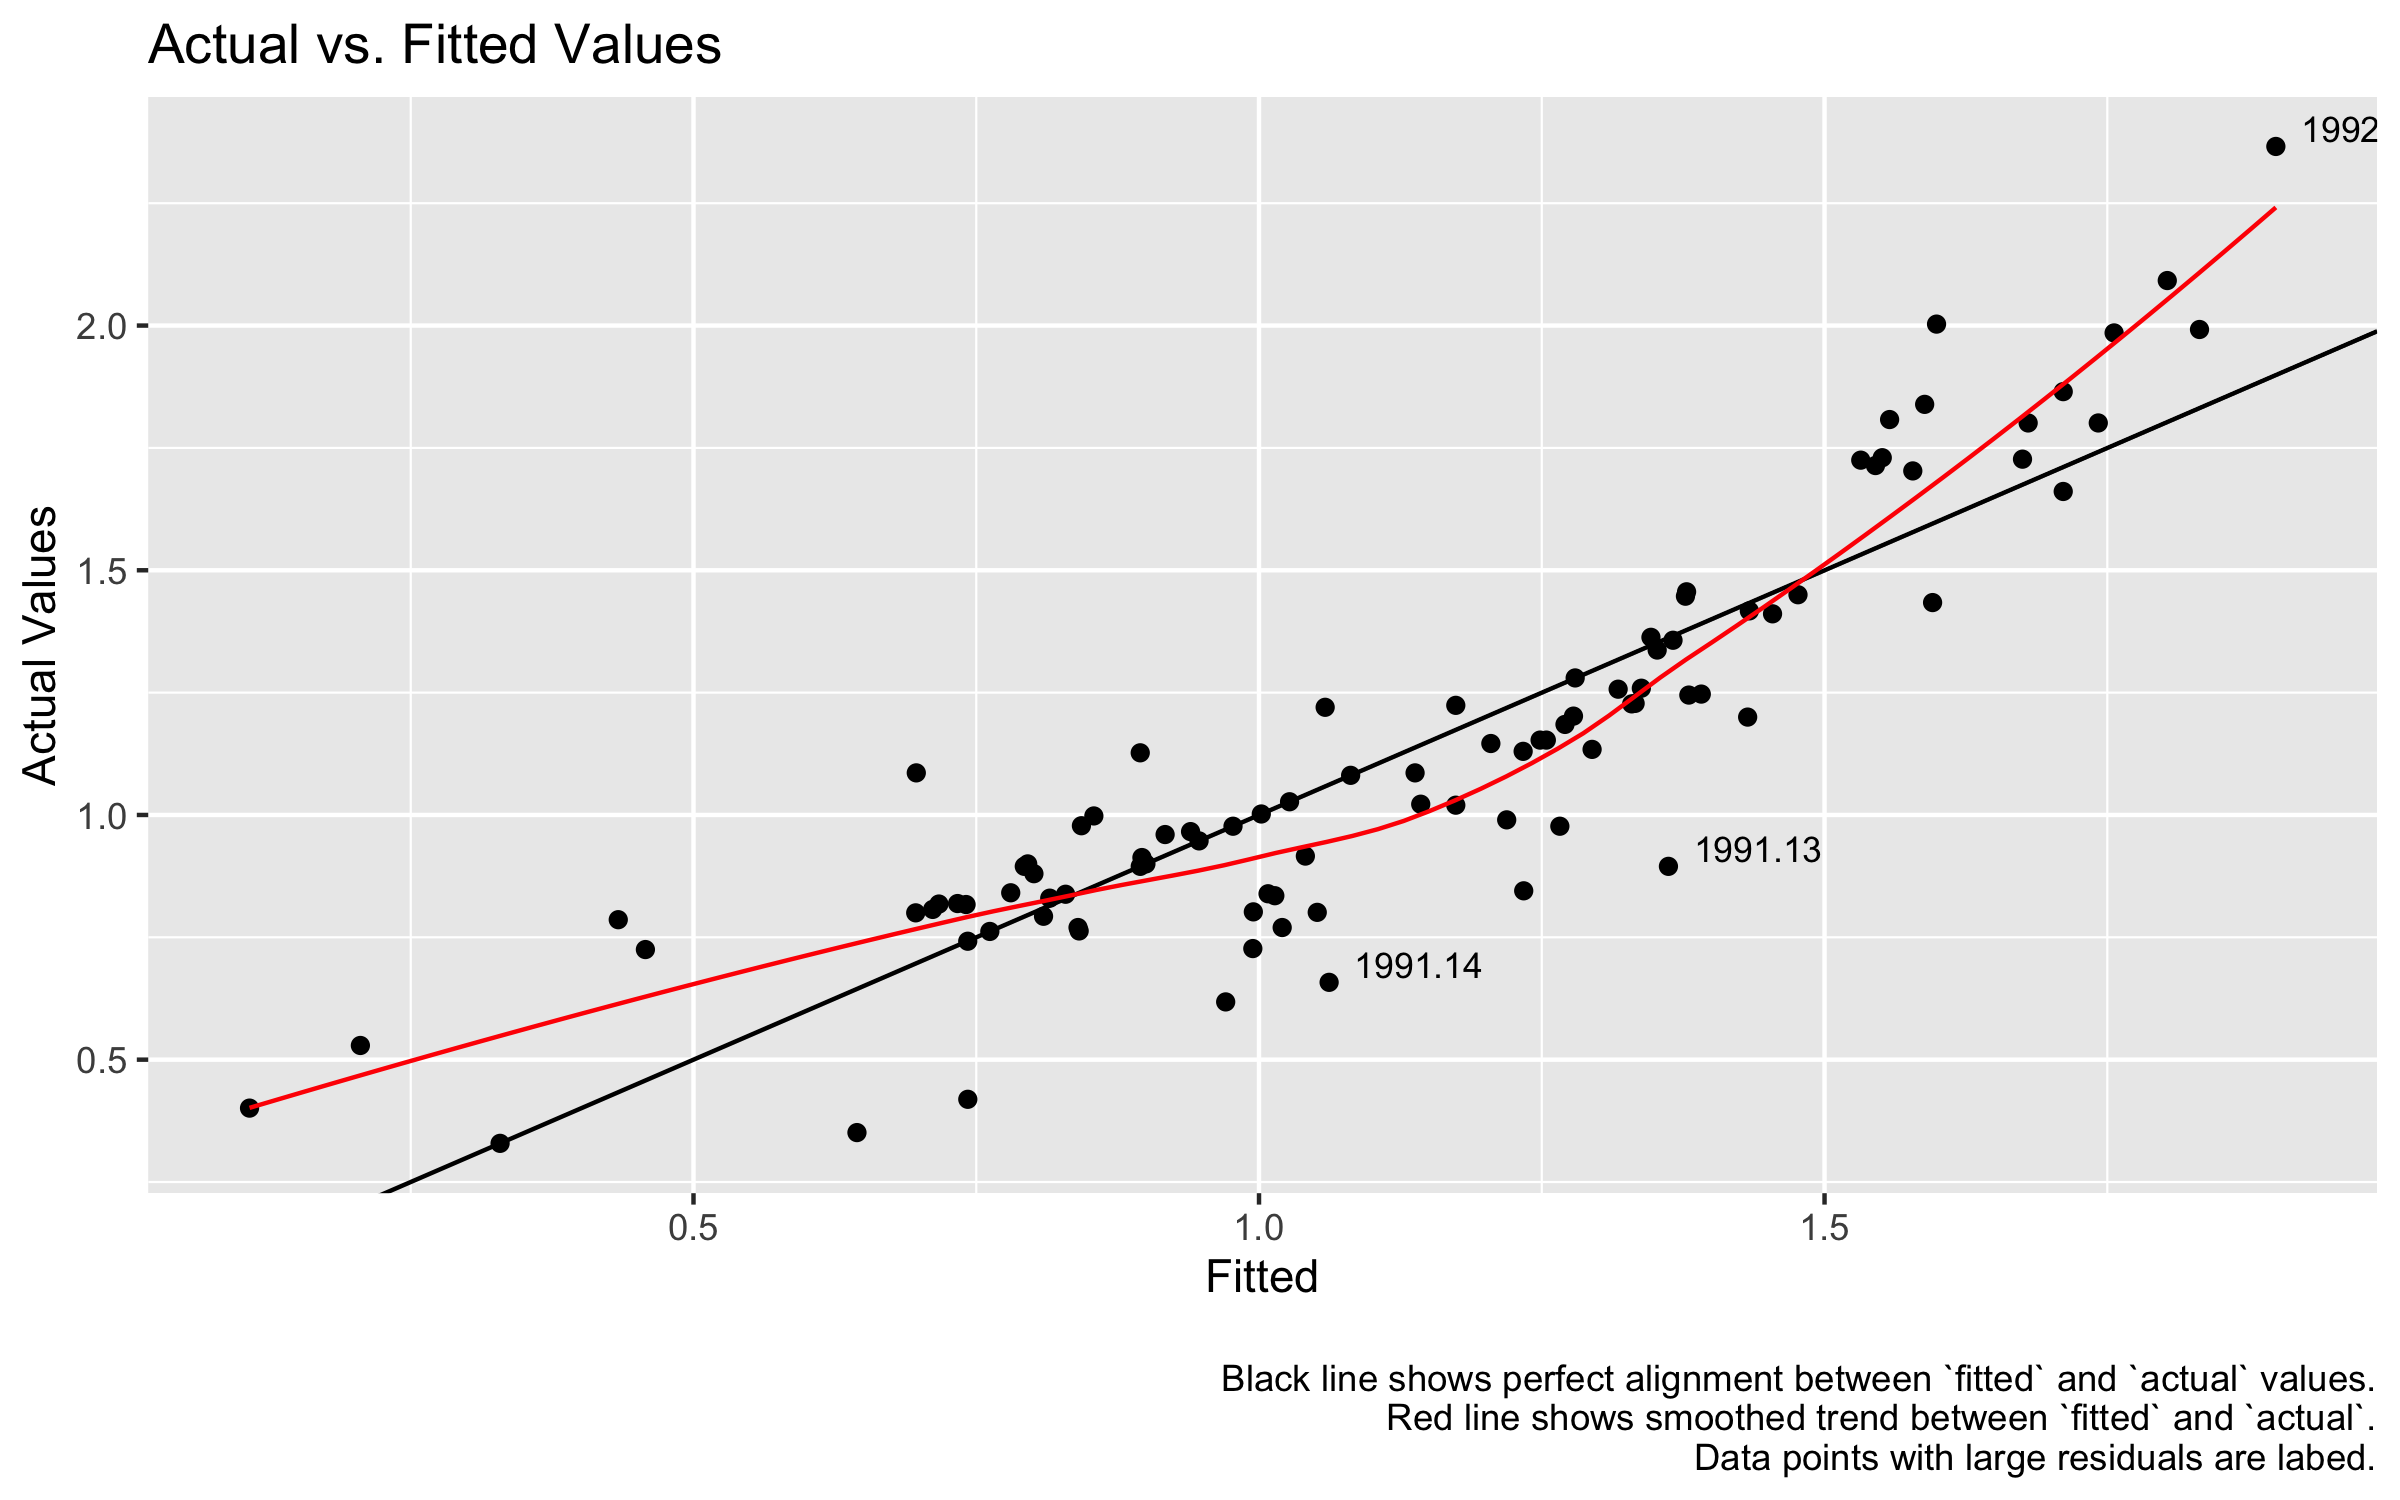 Actual vs. Fitted Values
1992
2.0
1.5
1.0
0.5
Actual Values
1991.13
1991.14
0.5
1.0
1.5
Fitted
Black line shows perfect alignment between `fitted` and `actual` values.
Red line shows smoothed trend between `fitted` and `actual`.
Data points with large residuals are labed.